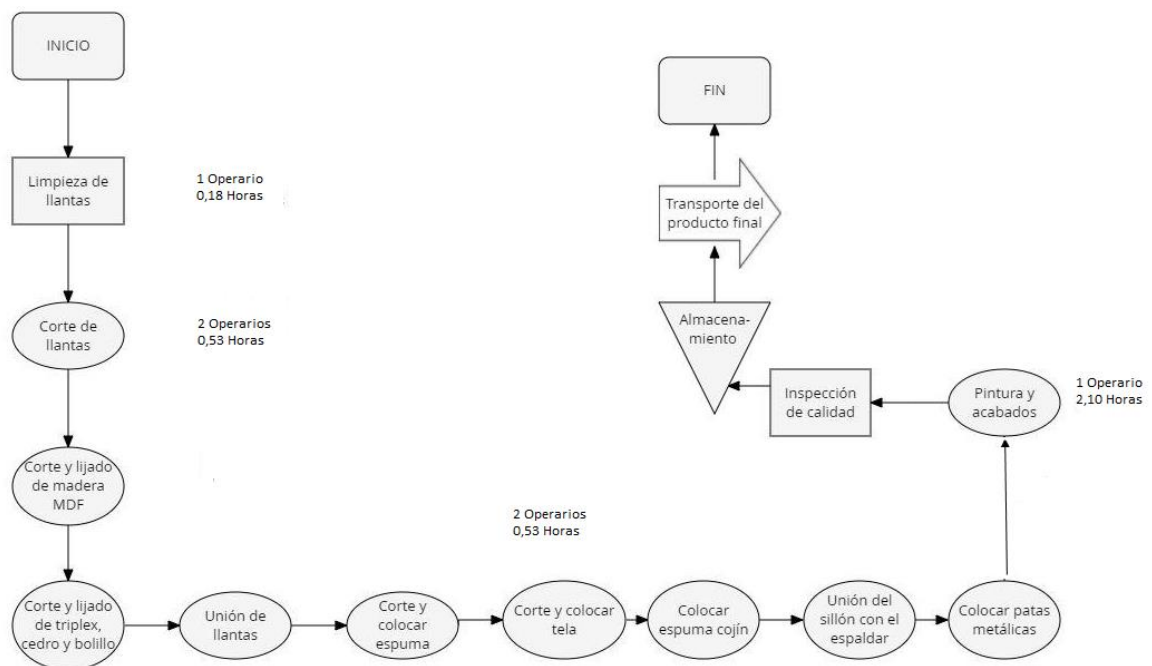 INICIO
Limpieza de
llantas
1 Operario
0,18 Horas
Corte de
llantas
2 Operarios
0,53 Horas
Corte y lijado
de madera
MDF
Corte y lijado
de triplex,
cedro y bolillo
Unión de
llantas
Corte y
colocar
espuma
2 Operarios
0,53 Horas
Corte y colocar
tela
Colocar
espuma cojín
Unión del
sillón con el
espaldar
Colocar patas
metálicas
Pintura y
acabados
1 Operario
2,10 Horas
Inspección
de calidad
Almacena-
miento
Transporte del
producto final
FIN